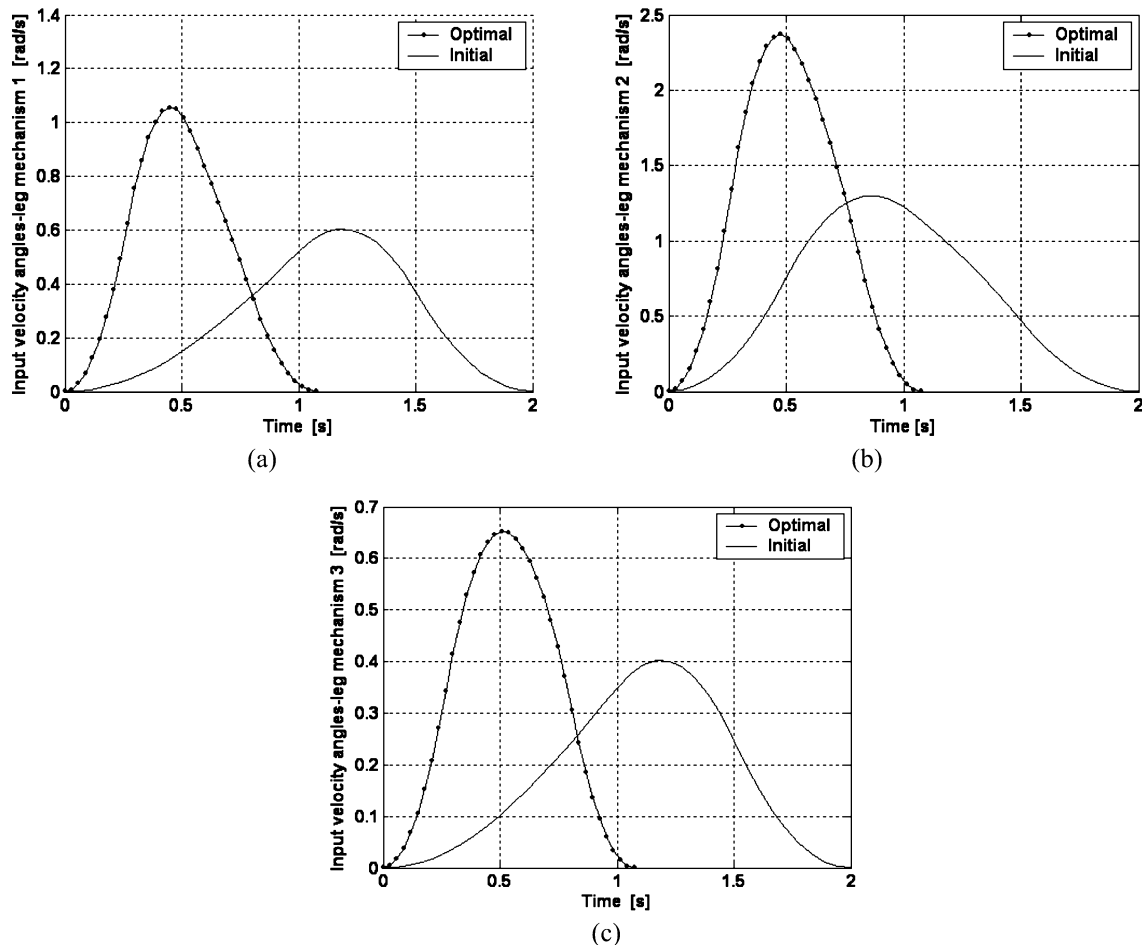 Input velocity angles-leg mechanism 1 [rad/s]
1.4
1.2
1
0.8
0.6
0.4
0.2
0
0
0.5
1
1.5
2
Time [s]
Optimal
Initial
(a)
Input velocity angles-leg mechanism 2 [rad/s]
2.5
2
1.5
1
0.5
0
0
0.5
1
1.5
2
Time [s]
Optimal
Initial
(b)
Input velocity angles-leg mechanism 3 [rad/s]
0.7
0.6
0.5
0.4
0.3
0.2
0.1
0
0
0.5
1
1.5
2
Time [s]
Optimal
Initial
(c)